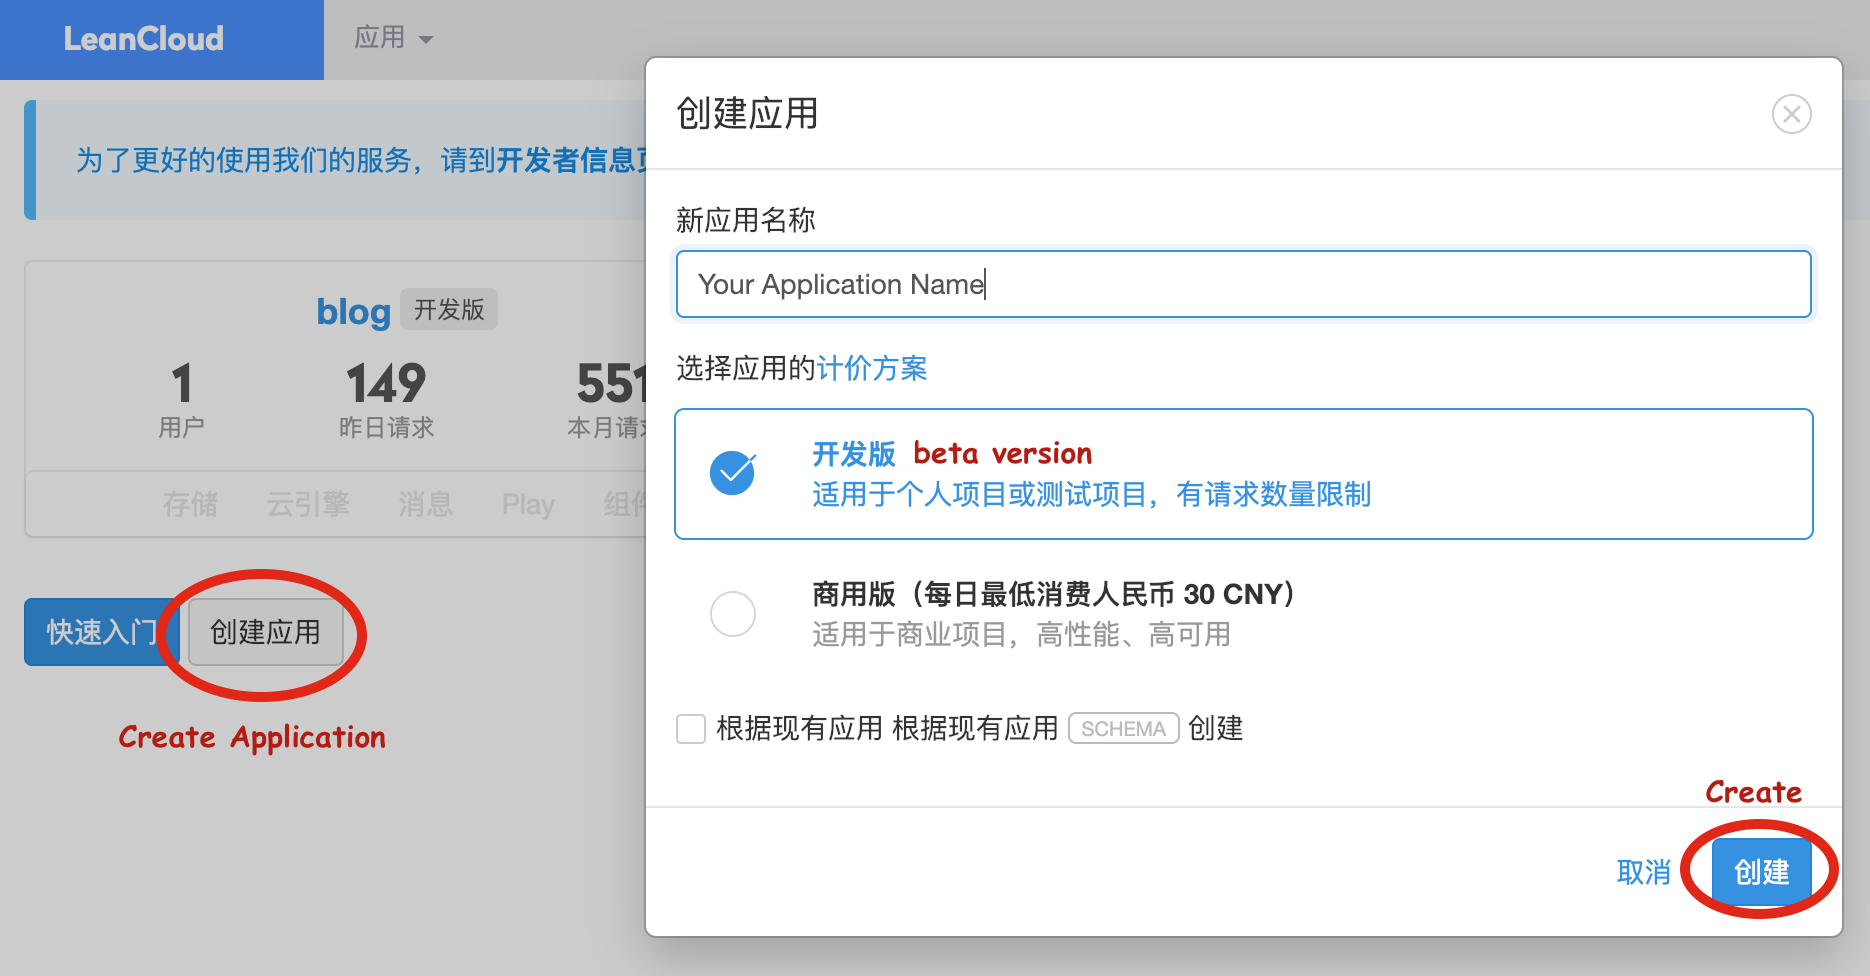 LeanCloud
应用
为了更好的使用我们的服务，请到开发者信息
blog 开发版
1 149 551
用户 昨日请求 本月请
存储 云引擎 消息 Play 组件
快速入门 创建应用
Create Application
创建应用
新应用名称
Your Application Name
选择应用的计价方案
开发版 beta version
适用于个人项目或测试项目，有请求数量限制
商用版（每日最低消费人民币 30 CNY）
适用于商业项目，高性能、高可用
根据现有应用 根据现有应用 SCHEMA 创建
Create
取消 创建